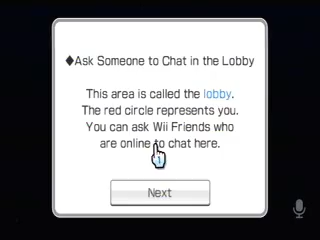 ◆Ask Someone to Chat in the Lobby
This area is called the lobby.
The red circle represents you.
You can ask Wii Friends who
are online to chat here.
1
Next